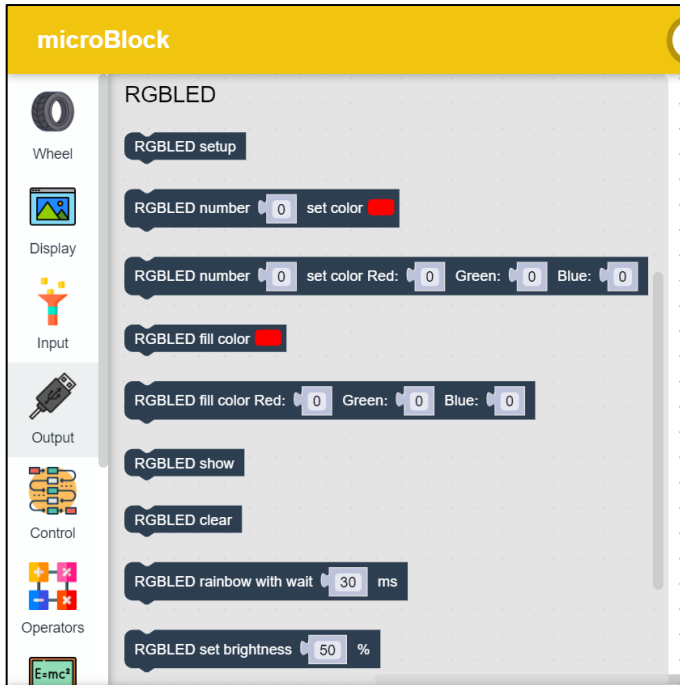 microBlock
Wheel
Display
Input
Output
Control
Operators
E=mc²
RGBLED
RGBLED setup
RGBLED number 0 set color
RGBLED number 0 set color Red: 0 Green: 0 Blue: 0
RGBLED fill color
RGBLED fill color Red: 0 Green: 0 Blue: 0
RGBLED show
RGBLED clear
RGBLED rainbow with wait 30 ms
RGBLED set brightness 50 %